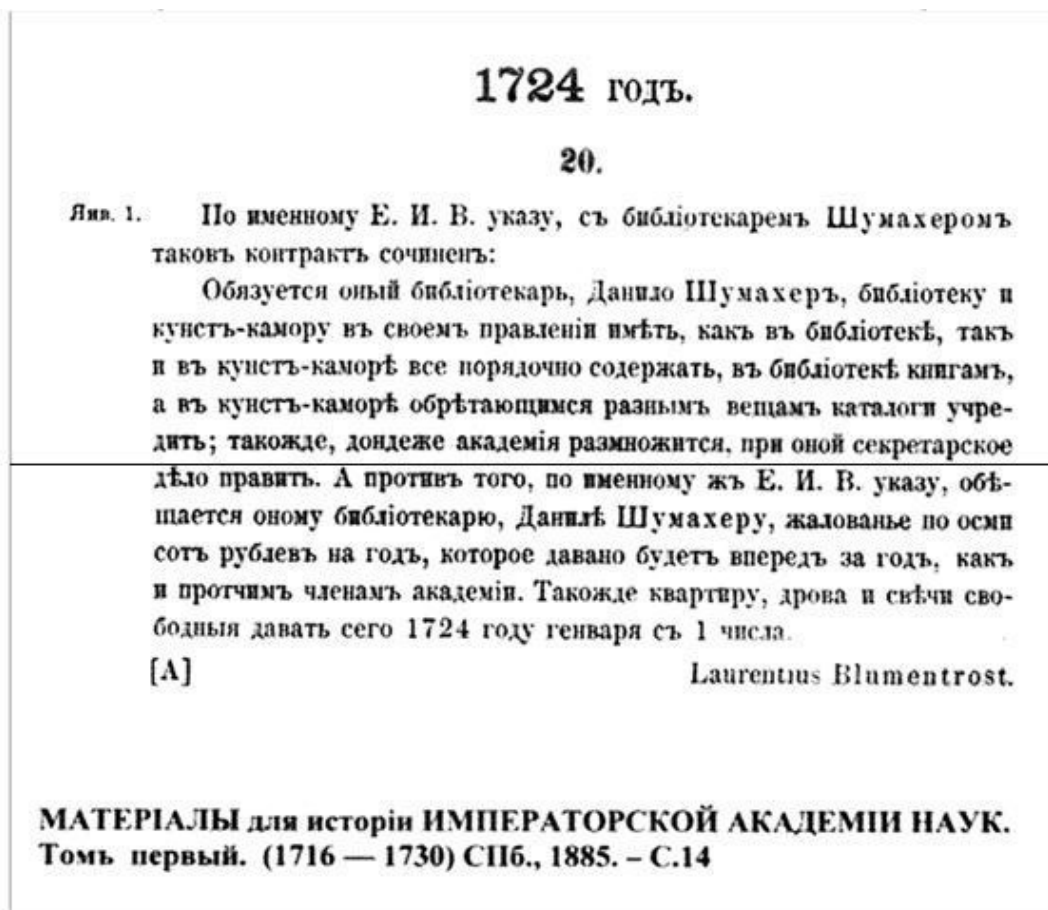 1724 годъ.
20.
Янв. 1. По именному Е. И. В. указу, съ библіотекаремъ Шумахеромъ
таковъ контрактъ сочиненъ:
Обязуется оный библіотекарь, Данило Шумахеръ, библіотеку и
кунстъ-камору въ своемъ правленіи имѣть, какъ въ библіотекѣ, такъ
и въ кунстъ-каморѣ все порядочно содержать, въ библіотекѣ книгамъ,
а въ кунстъ-каморѣ обрѣтающимся разнымъ вещамъ каталоги учре-
дить; такожде, дондеже академія размножится, при оной секретарское
дѣло править. А противъ того, по именному жъ Е. И. В. указу, обѣ-
щается оному библіотекарю, Данилѣ Шумахеру, жалованье по осми
сотъ рублевъ на годъ, которое давано будетъ впередъ за годъ, какъ
и протчимъ членамъ академіи. Такожде квартиру, дрова и свѣчи сво-
бодныя давать сего 1724 году генваря съ 1 числа.
[A] Laurentius Blumentrost.
МАТЕРІАЛЫ для исторіи ИМПЕРАТОРСКОЙ АКАДЕМІИ НАУК.
Томъ первый. (1716 — 1730) СПб., 1885. – С.14